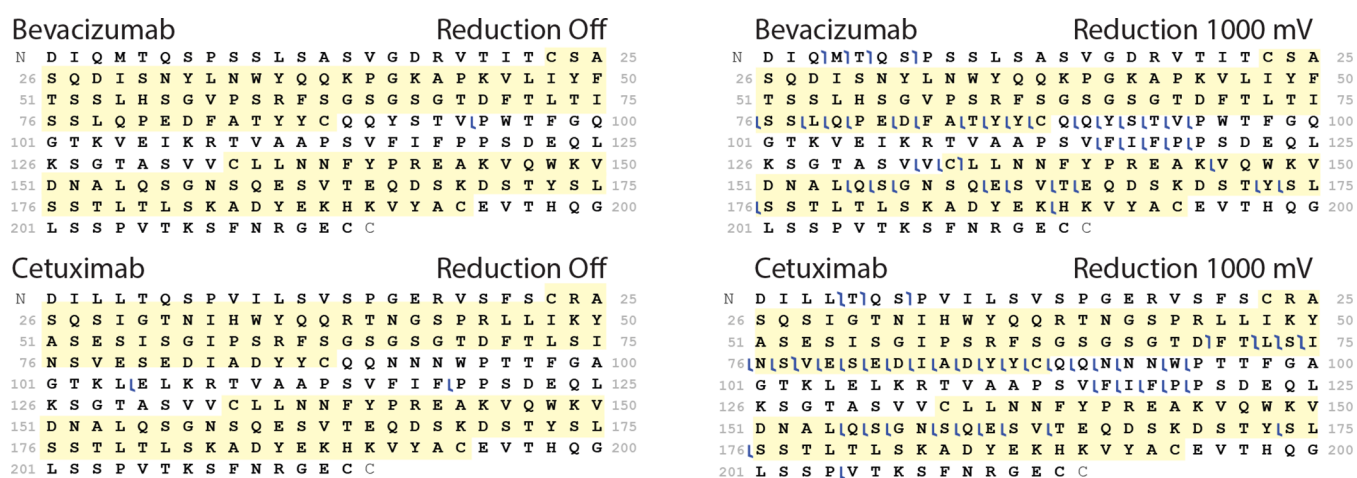 Bevacizumab Reduction Off
N D I Q M T Q S P S S L S A S V G D R V T I T C S A 25
26 S Q D I S N Y L N W Y Q Q K P G K A P K V L I Y F 50
51 T S S L H S G V P S R F S G S G S G T D F T L T I 75
76 S S L Q P E D F A T Y Y C Q Q Y S T V P W T F G Q 100
101 G T K V E I K R T V A A P S V F I F P P S D E Q L 125
126 K S G T A S V V C L L N N F Y P R E A K V Q W K V 150
151 D N A L Q S G N S Q E S V T E Q D S K D S T Y S L 175
176 S S T L T L S K A D Y E K H K V Y A C E V T H Q G 200
201 L S S P V T K S F N R G E C C
Bevacizumab Reduction 1000 mV
N D I Q M T Q S P S S L S A S V G D R V T I T C S A 25
26 S Q D I S N Y L N W Y Q Q K P G K A P K V L I Y F 50
51 T S S L H S G V P S R F S G S G S G T D F T L T I 75
76 S S L Q P E D F A T Y Y C Q Q Y S T V P W T F G Q 100
101 G T K V E I K R T V A A P S V F I F P P S D E Q L 125
126 K S G T A S V V C L L N N F Y P R E A K V Q W K V 150
151 D N A L Q S G N S Q E S V T E Q D S K D S T Y S L 175
176 S S T L T L S K A D Y E K H K V Y A C E V T H Q G 200
201 L S S P V T K S F N R G E C C
Cetuximab Reduction Off
N D I L L T Q S P V I L S V S P G E R V S F S C R A 25
26 S Q S I G T N I H W Y Q Q R T N G S P R L L I K Y 50
51 A S E S I S G I P S R F S G S G S G T D F T L S I 75
76 N S V E S E D I A D Y Y C Q Q N N N W P T T F G A 100
101 G T K L E L K R T V A A P S V F I F P P S D E Q L 125
126 K S G T A S V V C L L N N F Y P R E A K V Q W K V 150
151 D N A L Q S G N S Q E S V T E Q D S K D S T Y S L 175
176 S S T L T L S K A D Y E K H K V Y A C E V T H Q G 200
201 L S S P V T K S F N R G E C C
Cetuximab Reduction 1000 mV
N D I L L T Q S P V I L S V S P G E R V S F S C R A 25
26 S Q S I G T N I H W Y Q Q R T N G S P R L L I K Y 50
51 A S E S I S G I P S R F S G S G S G T D F T L S I 75
76 N S V E S E D I A D Y Y C Q Q N N N W P T T F G A 100
101 G T K L E L K R T V A A P S V F I F P P S D E Q L 125
126 K S G T A S V V C L L N N F Y P R E A K V Q W K V 150
151 D N A L Q S G N S Q E S V T E Q D S K D S T Y S L 175
176 S S T L T L S K A D Y E K H K V Y A C E V T H Q G 200
201 L S S P V T K S F N R G E C C